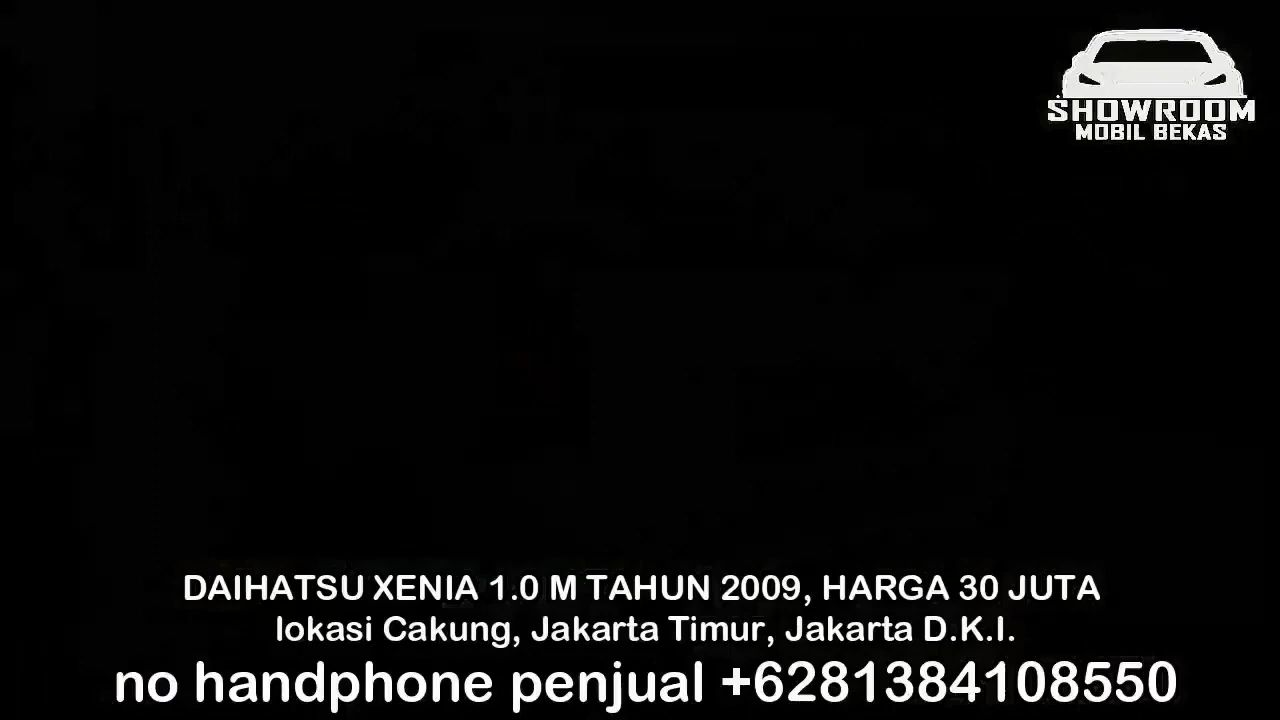 SHOWROOM
MOBIL BEKAS
DAIHATSU XENIA 1.0 M TAHUN 2009, HARGA 30 JUTA
lokasi Cakung, Jakarta Timur, Jakarta D.K.I.
no handphone penjual +6281384108550